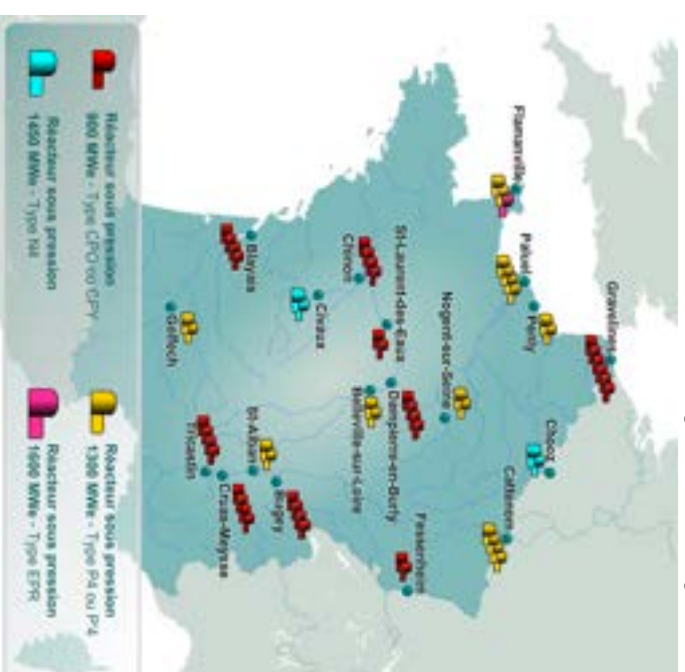 Gravelines
Flamanville
Paluel
Penly
Chooz
Cattenom
Nogent-sur-Seine
St-Laurent-des-Eaux
Chinon
Dampierre-en-Burly
Belleville-sur-Loire
Fessenheim
Civaux
Blayais
St-Alban
Bugey
Cruas-Meysse
Tricastin
Golfech
Réacteur sous pression
900 MWe - Type CPO ou CPY
Réacteur sous pression
1450 MWe - Type N4
Réacteur sous pression
1300 MWe - Type P4 ou P'4
Réacteur sous pression
1600 MWe - Type EPR